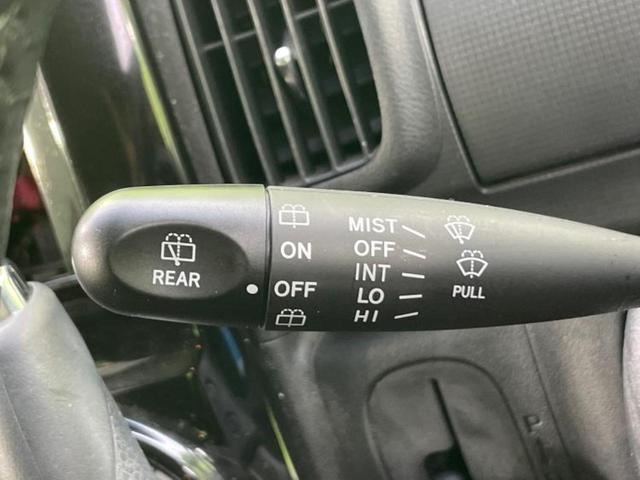 REAR
ON
OFF
MIST
OFF
INT
LO
HI
PULL
P